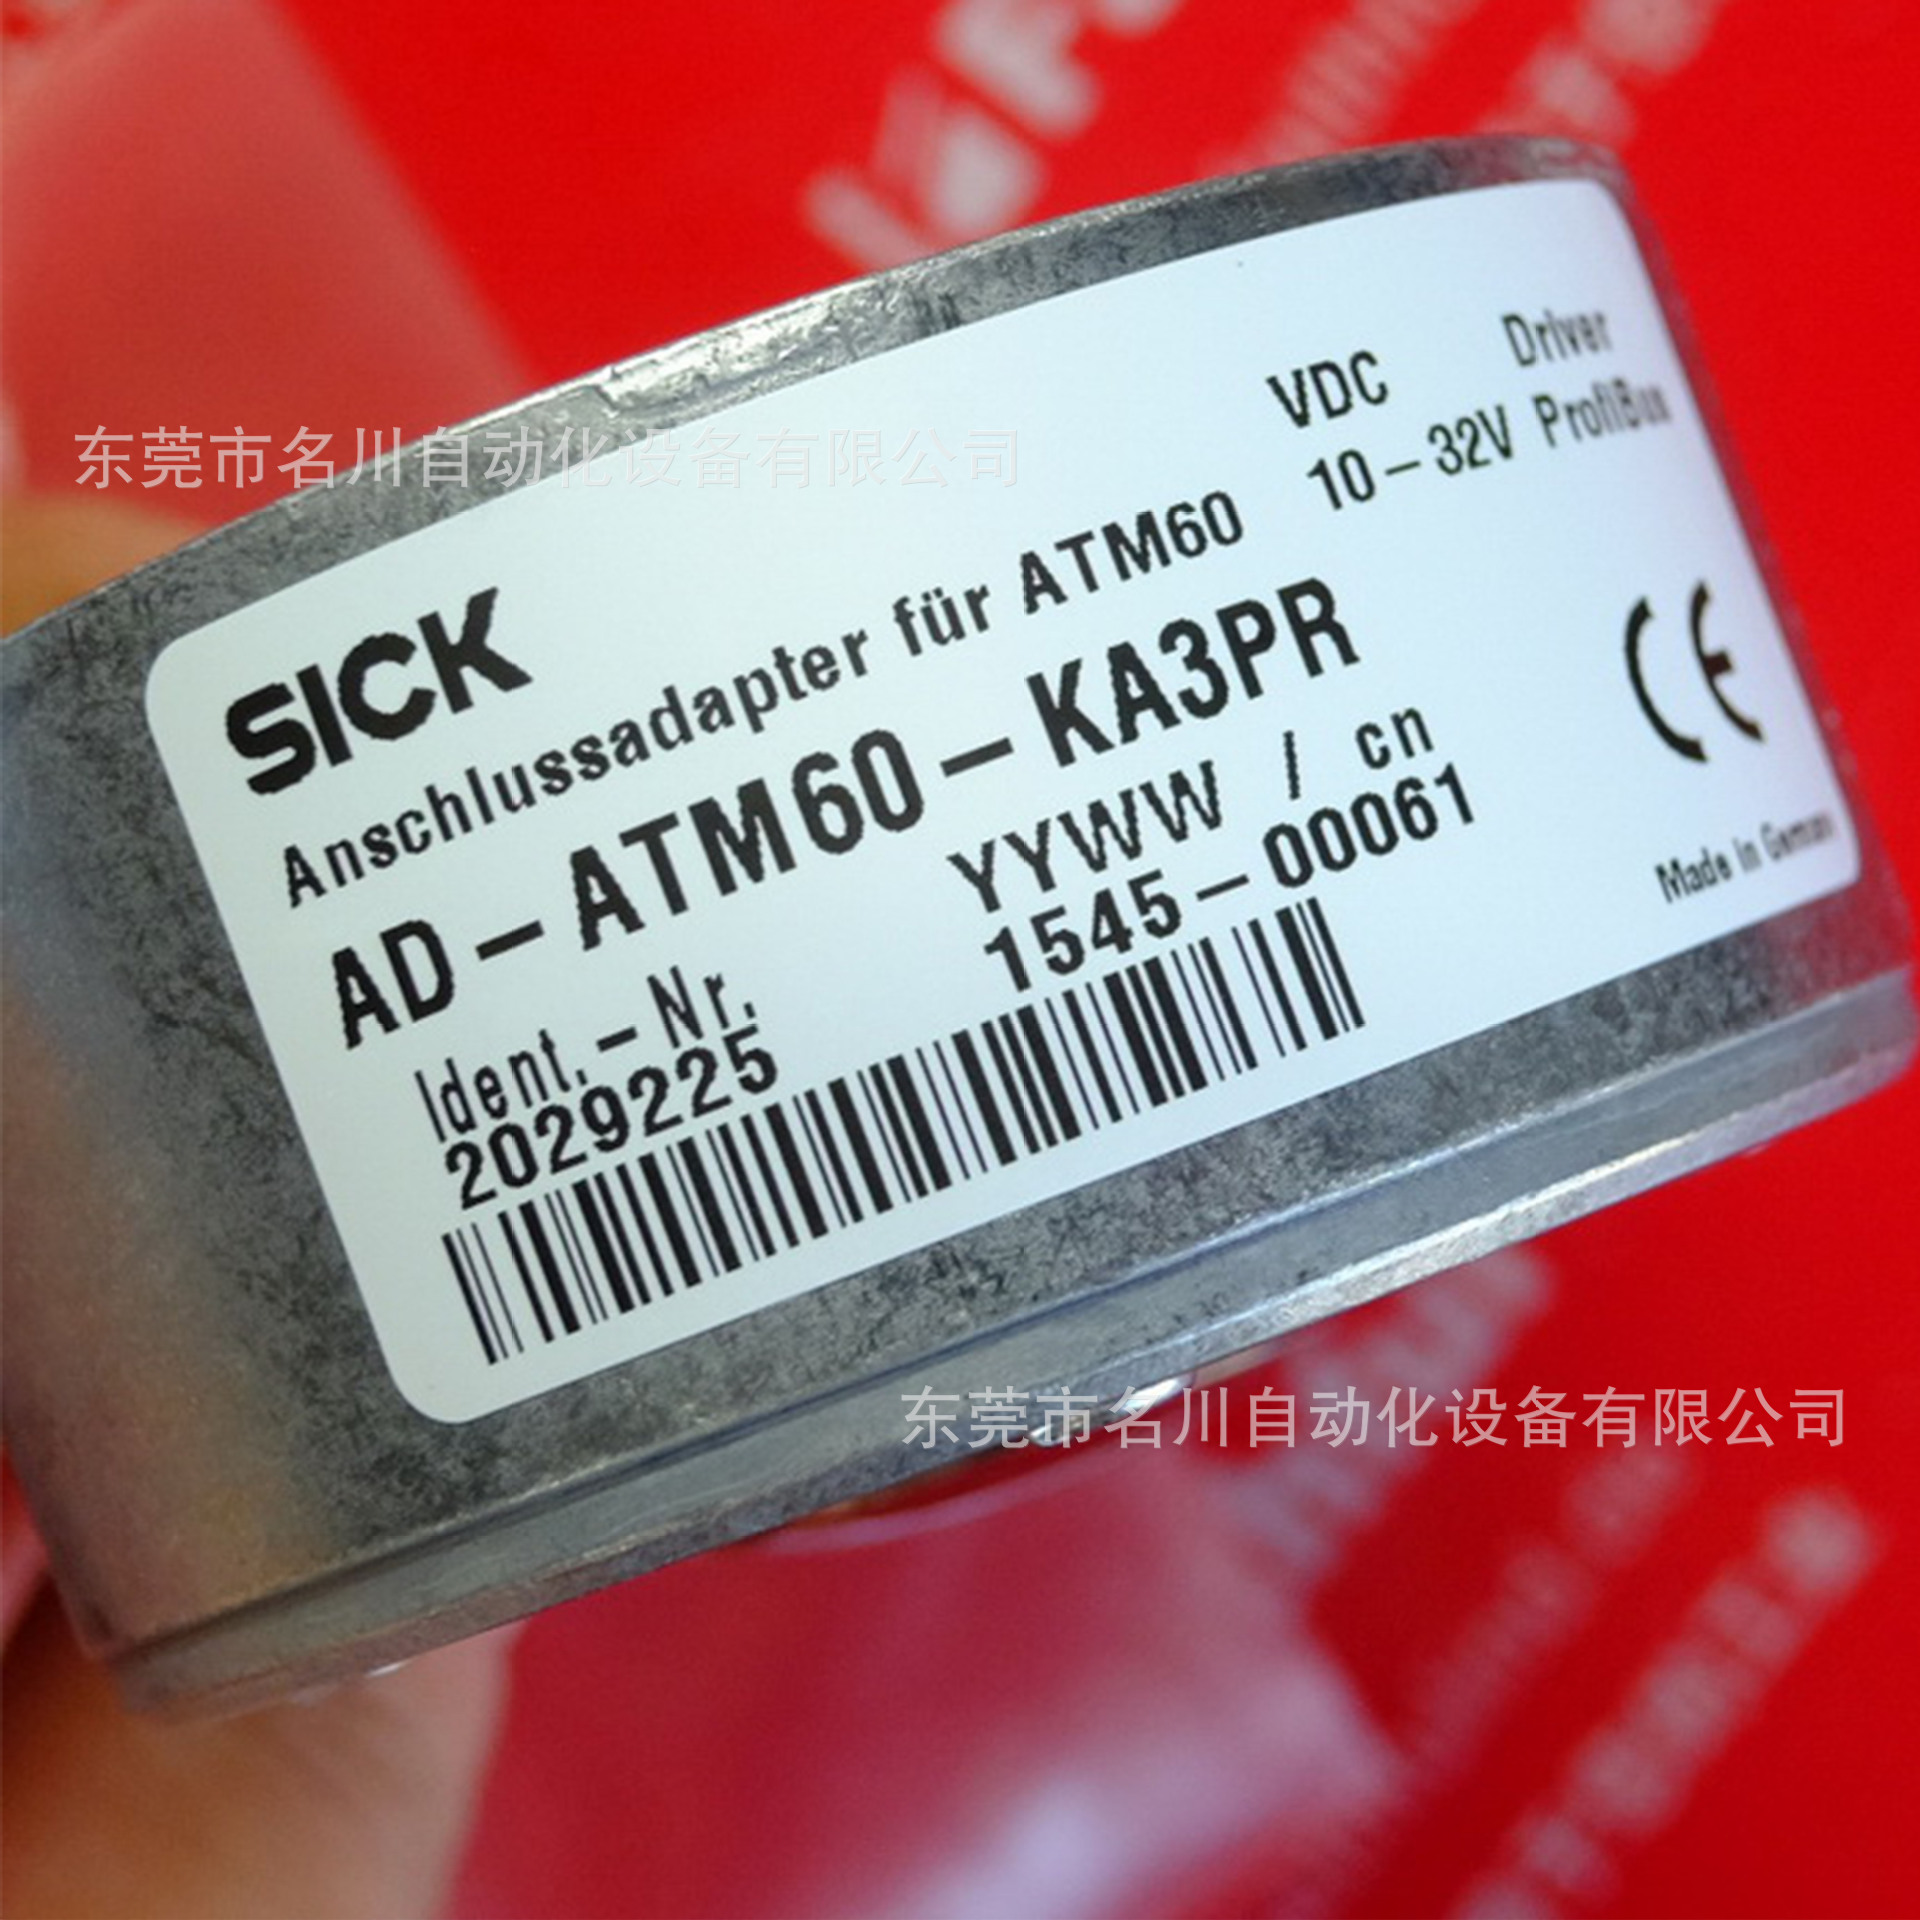 东莞市名川自动化设备有限公司
SICK
Anschlussadapter für ATM60
VDC Driver
10-32V ProfiBus
AD-ATM60-KA3PR
CE
Ident.-Nr.
2029225
YYWW / cn
1545-00061
Made in Germany
东莞市名川自动化设备有限公司